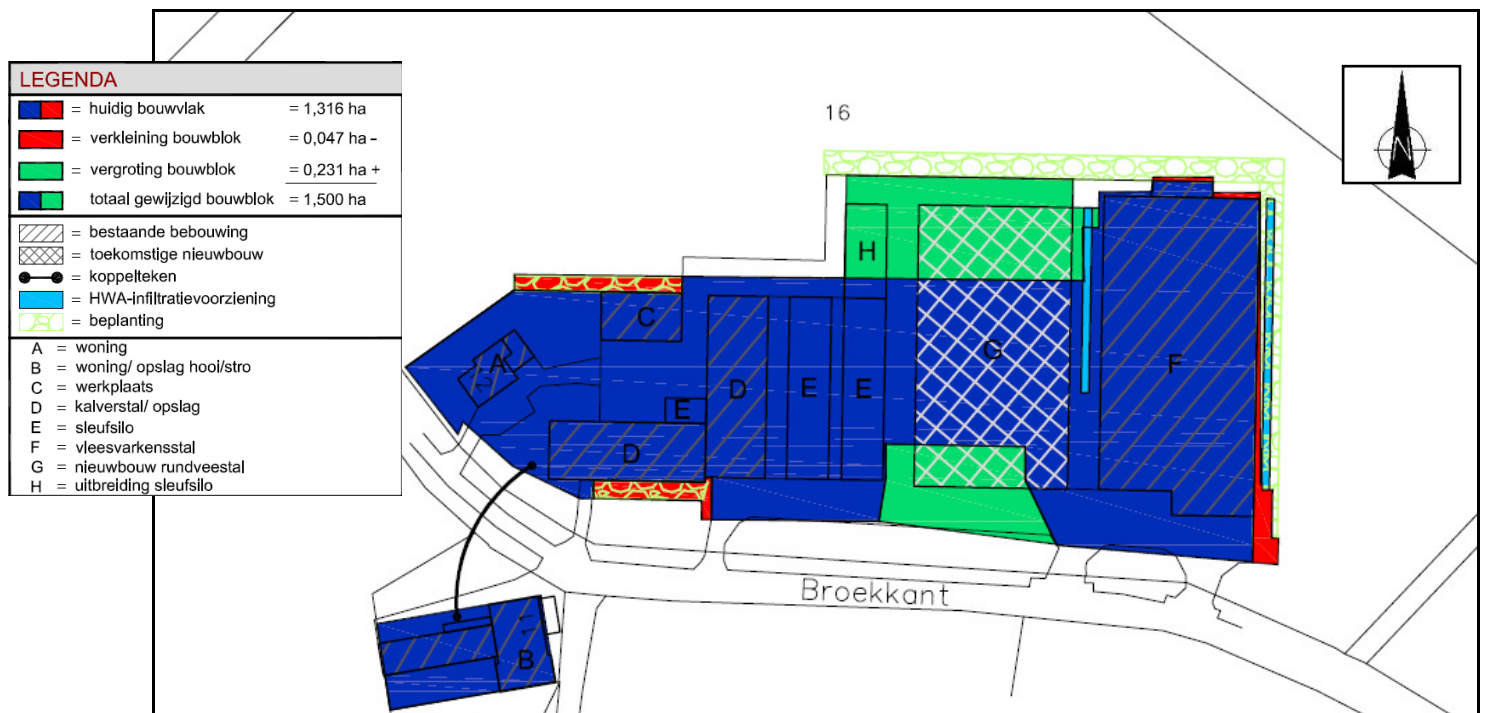 LEGENDA
= huidig bouwvlak = 1,316 ha
= verkleining bouwblok = 0,047 ha -
= vergroting bouwblok = 0,231 ha +
totaal gewijzigd bouwblok = 1,500 ha
= bestaande bebouwing
= toekomstige nieuwbouw
= koppelteken
= HWA-infiltratievoorziening
= beplanting
A = woning
B = woning/ opslag hooi/stro
C = werkplaats
D = kalverstal/ opslag
E = sleufsilo
F = vleesvarkensstal
G = nieuwbouw rundveestal
H = uitbreiding sleufsilo
16
N
H
C
A
12
G
F
D
E
E
E
D
Broekkant
11
B